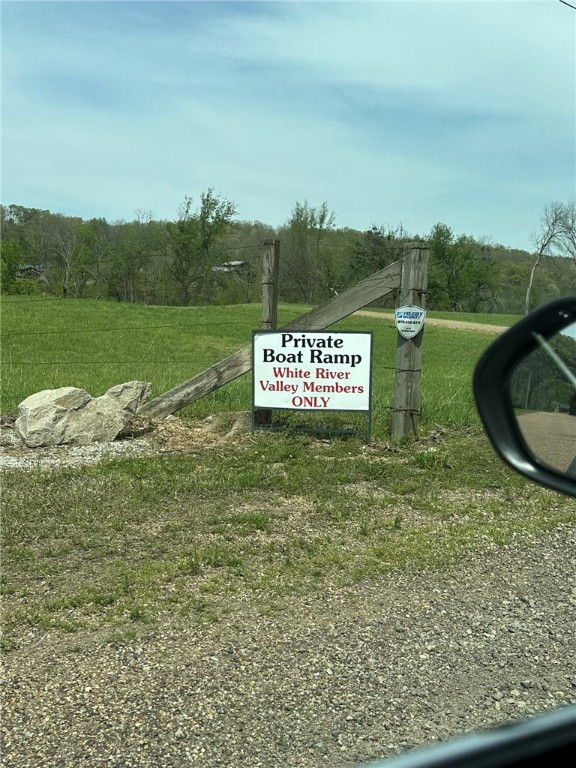 Private
Boat Ramp
White River
Valley Members
ONLY